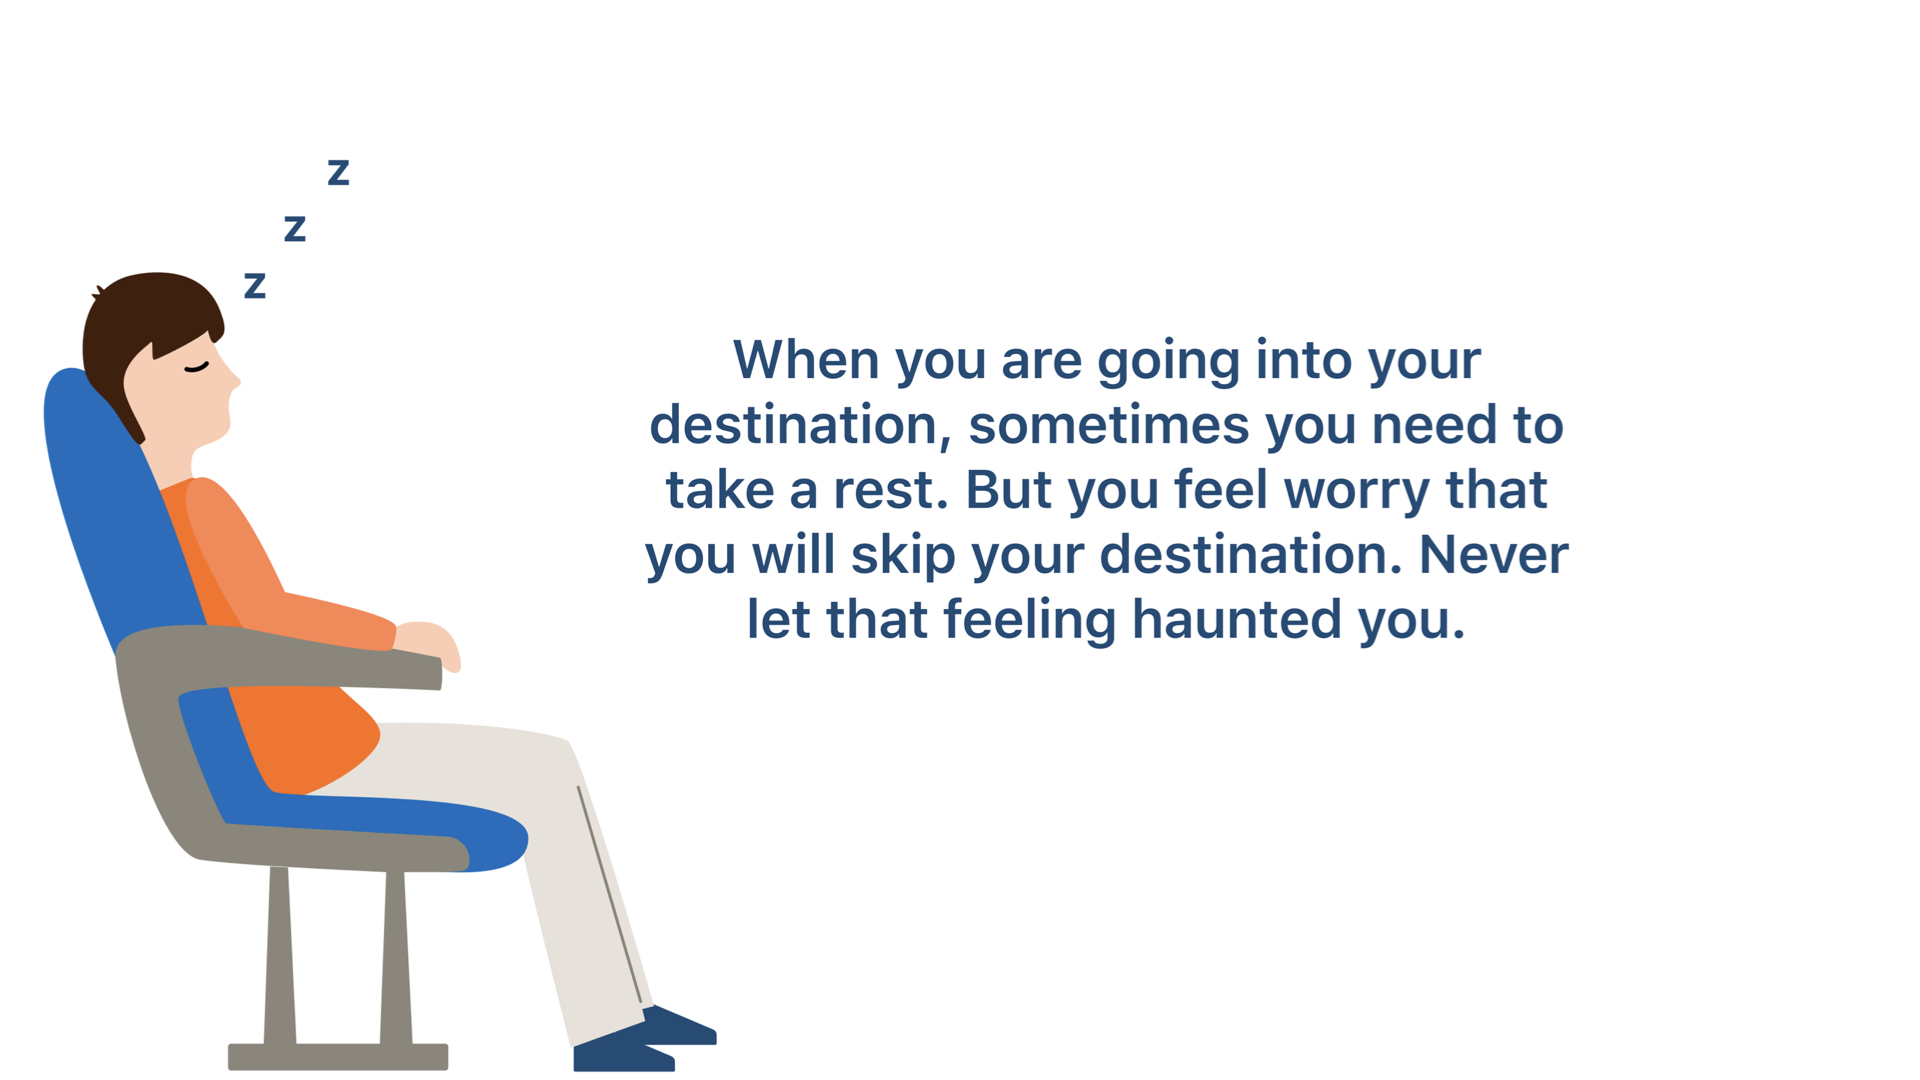 z
z
z
When you are going into your
destination, sometimes you need to
take a rest. But you feel worry that
you will skip your destination. Never
let that feeling haunted you.